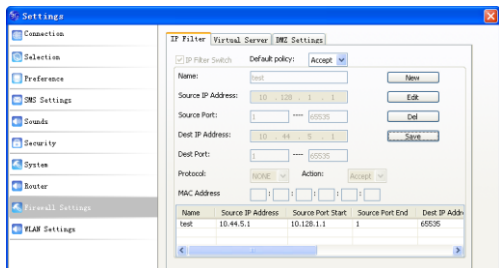 Settings
Connection
Selection
Preference
SMS Settings
Sounds
Security
System
Router
Firewall Settings
WLAN Settings
IP Filter Virtual Server DMZ Settings
IP Filter Switch Default policy: Accept
Name: test New
Source IP Address: 10 . 128 . 1 . 1 Edit
Source Port: 1 ---- 65535 Del
Dest IP Address: 10 . 44 . 5 . 1 Save
Dest Port: 1 ---- 65535
Protocol: NONE Action: Accept
MAC Address : : : : :
Name Source IP Address Source Port Start Source Port End Dest IP Addr
test 10.44.5.1 10.128.1.1 1 65535